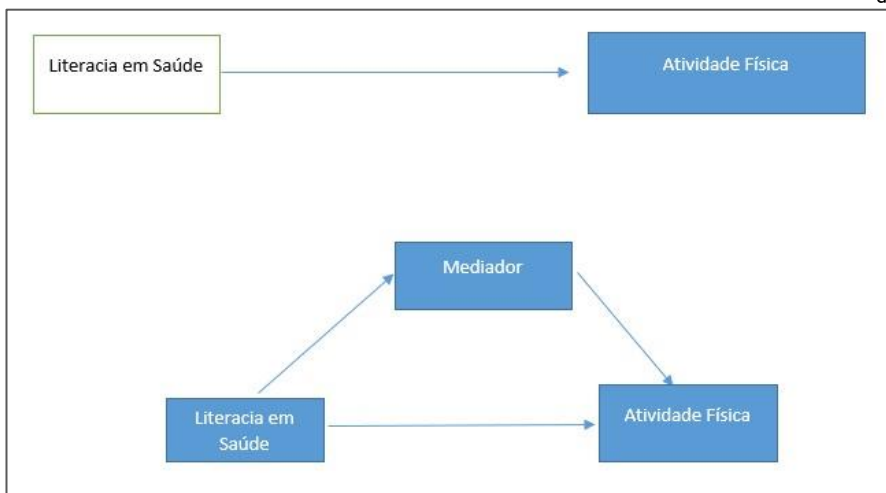 Literacia em Saúde
Atividade Física
Mediador
Literacia em
Saúde
Atividade Física